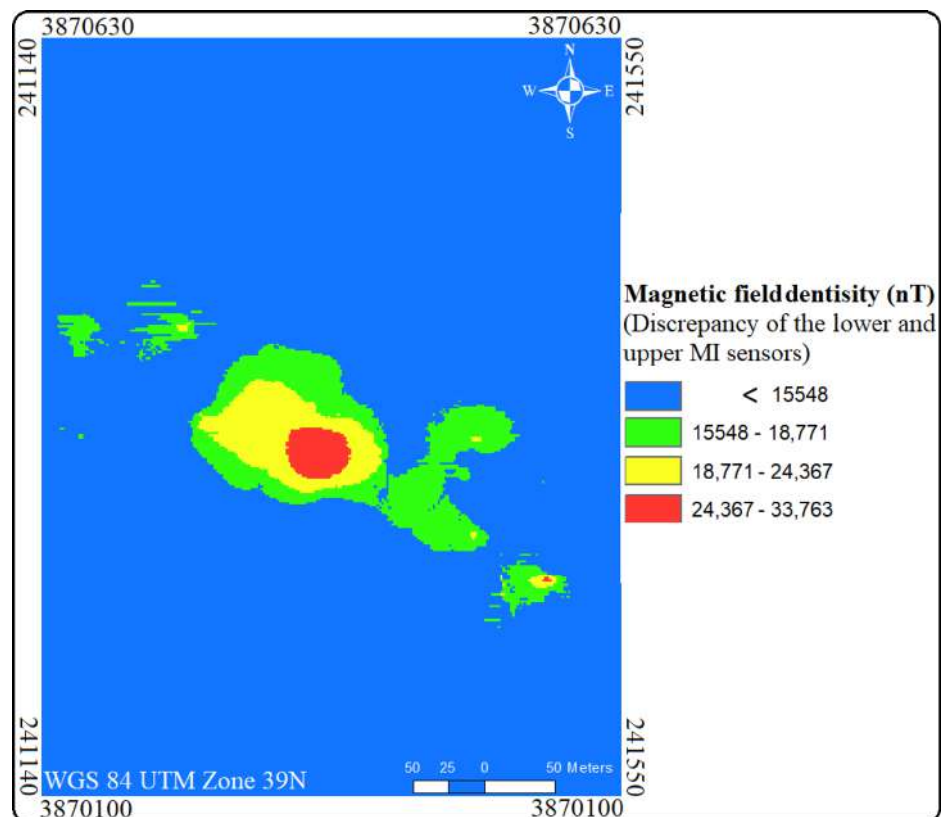 3870630 3870630
241140 241550
N
W E
S
Magnetic field dentisity (nT)
(Discrepancy of the lower and
upper MI sensors)
< 15548
15548 - 18,771
18,771 - 24,367
24,367 - 33,763
241140 241550
WGS 84 UTM Zone 39N
50 25 0 50 Meters
3870100 3870100